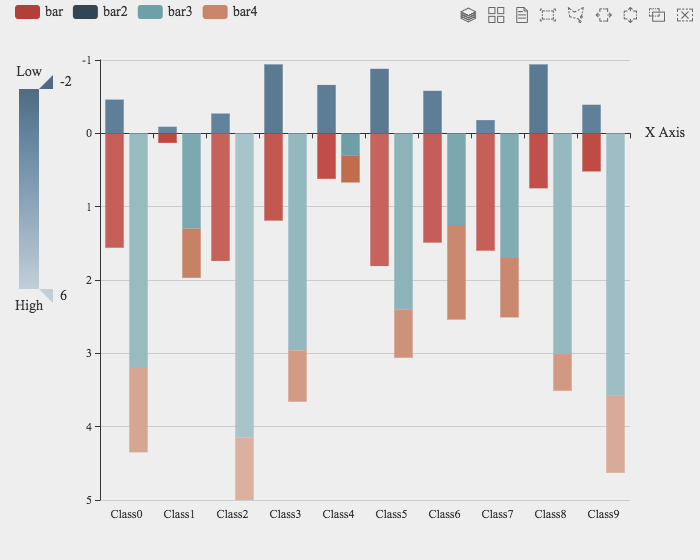 bar bar2 bar3 bar4
Low
-2
6
High
-1
0
1
2
3
4
5
X Axis
Class0 Class1 Class2 Class3 Class4 Class5 Class6 Class7 Class8 Class9